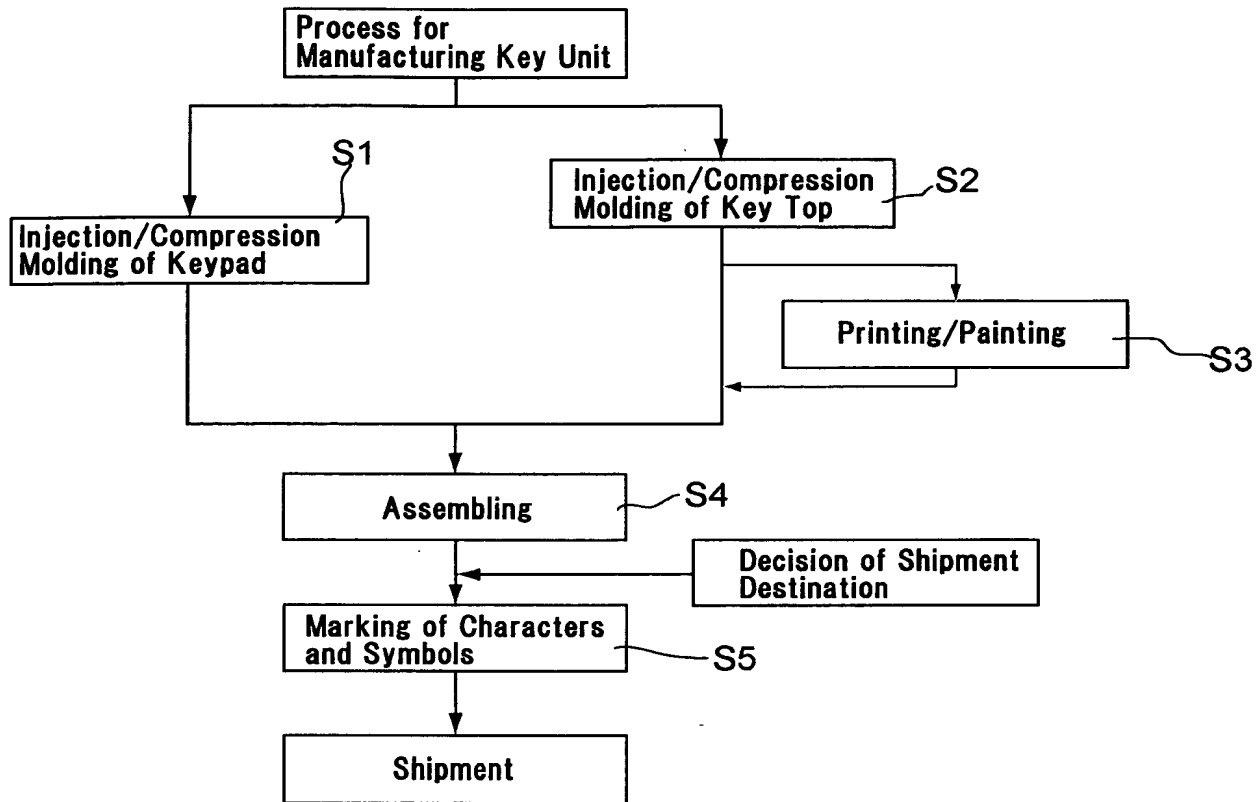 Process for
Manufacturing Key Unit
S1
Injection/Compression
Molding of Key Top
S2
Injection/Compression
Molding of Keypad
Printing/Painting
S3
Assembling
S4
Decision of Shipment
Destination
Marking of Characters
and Symbols
S5
Shipment